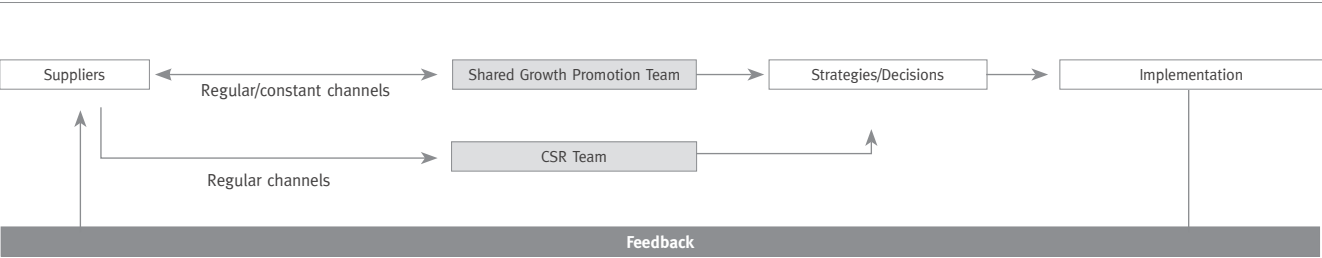 Suppliers
Regular/constant channels
Shared Growth Promotion Team
Strategies/Decisions
Implementation
CSR Team
Regular channels
Feedback